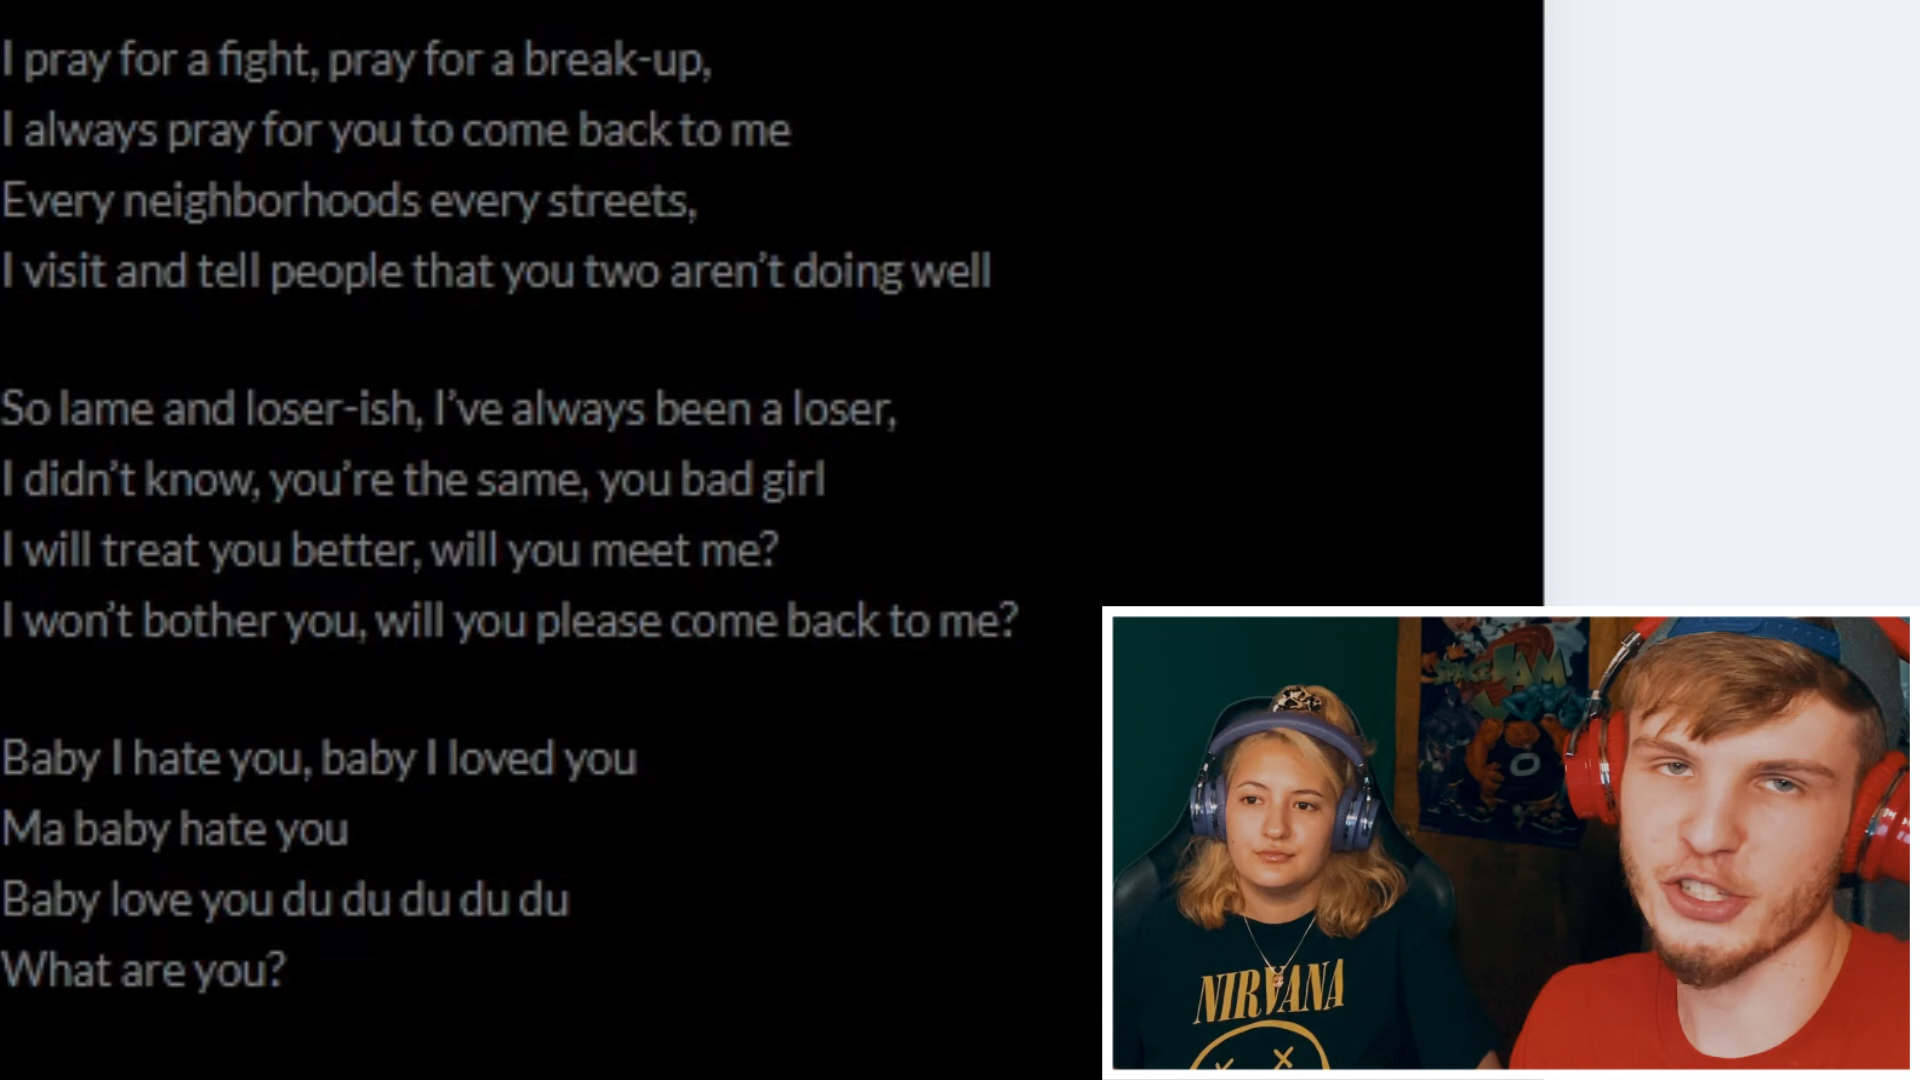 I pray for a fight, pray for a break-up,
I always pray for you to come back to me
Every neighborhoods every streets,
I visit and tell people that you two aren't doing well
So lame and loser-ish, I've always been a loser,
I didn't know, you're the same, you bad girl
I will treat you better, will you meet me?
I won't bother you, will you please come back to me?
Baby I hate you, baby I loved you
Ma baby hate you
Baby love you du du du du du
What are you?
SPACE JAM
0
NIRVANA